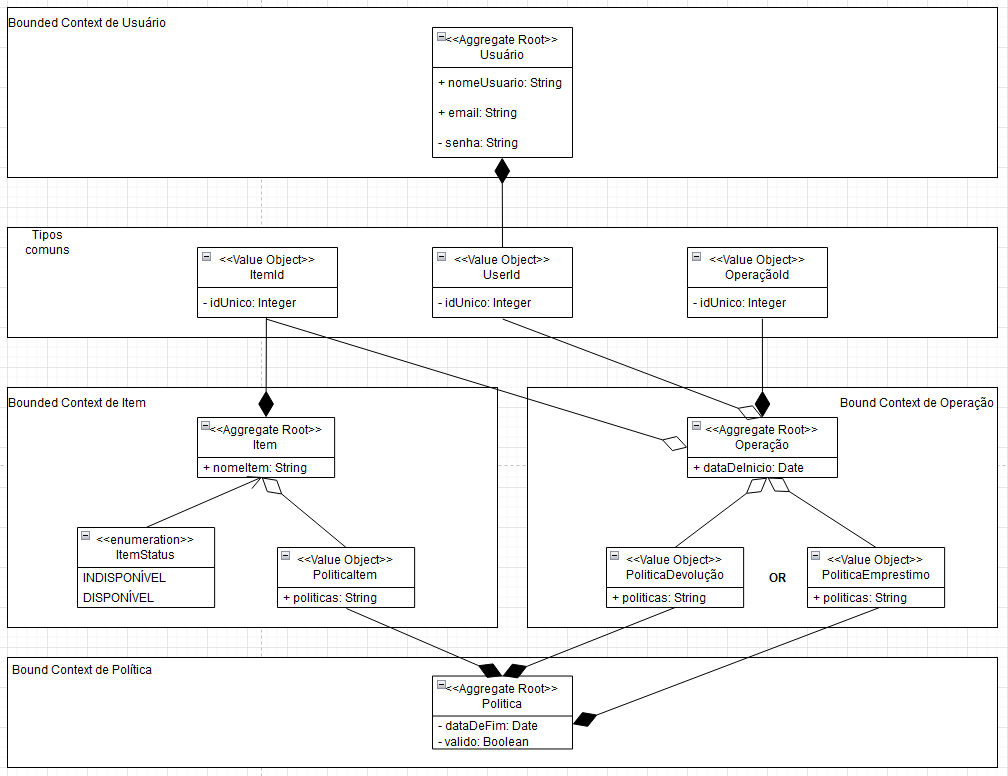 Bounded Context de Usuário
<<Aggregate Root>>
Usuário
+ nomeUsuario: String
+ email: String
- senha: String
Tipos
comuns
<<Value Object>>
ItemId
- idUnico: Integer
<<Value Object>>
UserId
- idUnico: Integer
<<Value Object>>
OperaçãoId
- idUnico: Integer
Bounded Context de Item
<<Aggregate Root>>
Item
+ nomeItem: String
<<enumeration>>
ItemStatus
INDISPONÍVEL
DISPONÍVEL
<<Value Object>>
PoliticaItem
+ politicas: String
Bound Context de Operação
<<Aggregate Root>>
Operação
+ dataDeInicio: Date
<<Value Object>>
PoliticaDevolução
+ politicas: String
OR
<<Value Object>>
PoliticaEmprestimo
+ politicas: String
Bound Context de Política
<<Aggregate Root>>
Politica
- dataDeFim: Date
- valido: Boolean